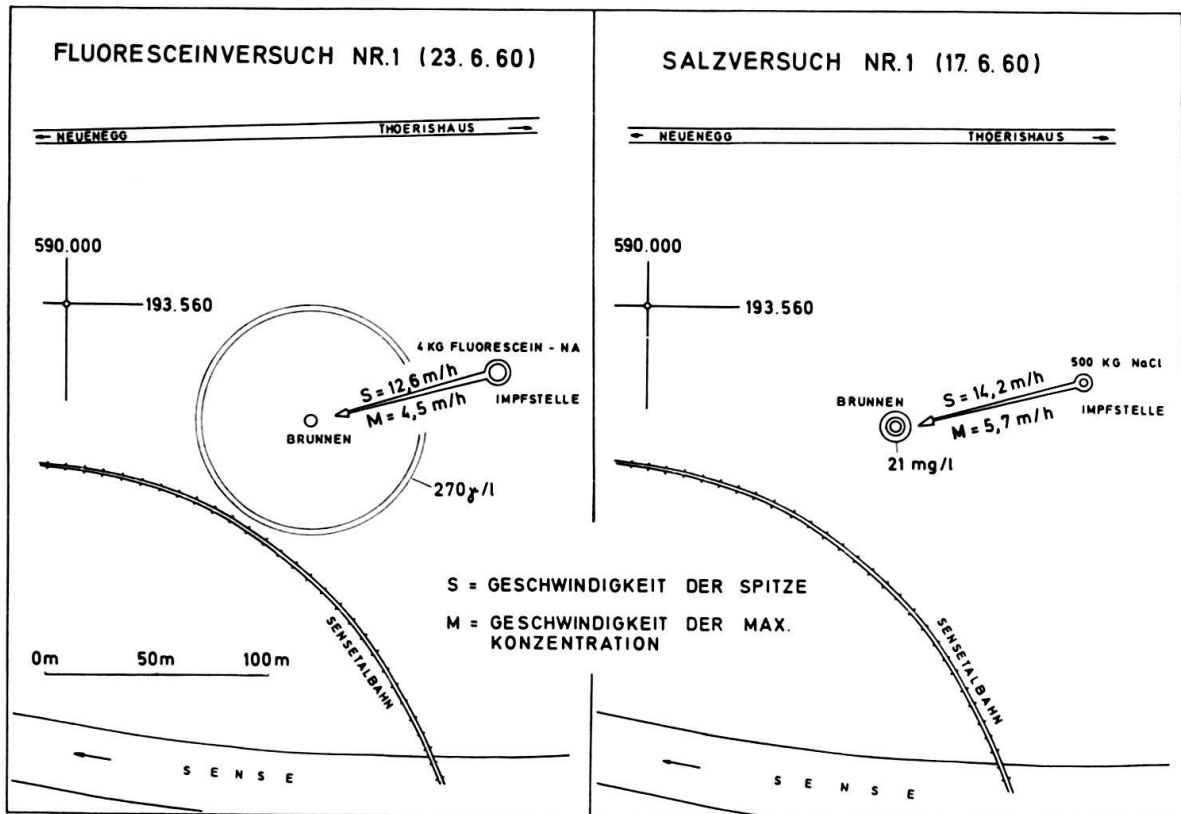 FLUORESCEINVERSUCH NR.1 (23.6.60)
NEUENEGG
THOERISHAUS
590.000
193.560
4 KG FLUORESCEIN - NA
S = 12,6 m/h
M = 4,5 m/h
IMPFSTELLE
BRUNNEN
270 γ/l
SENSETALBAHN
0m 50m 100m
SENSE
SALZVERSUCH NR.1 (17.6.60)
NEUENEGG
THOERISHAUS
590.000
193.560
500 KG NaCl
S = 14,2 m/h
M = 5,7 m/h
IMPFSTELLE
BRUNNEN
21 mg/l
S = GESCHWINDIGKEIT DER SPITZE
M = GESCHWINDIGKEIT DER MAX.
KONZENTRATION
SENSETALBAHN
SENSE